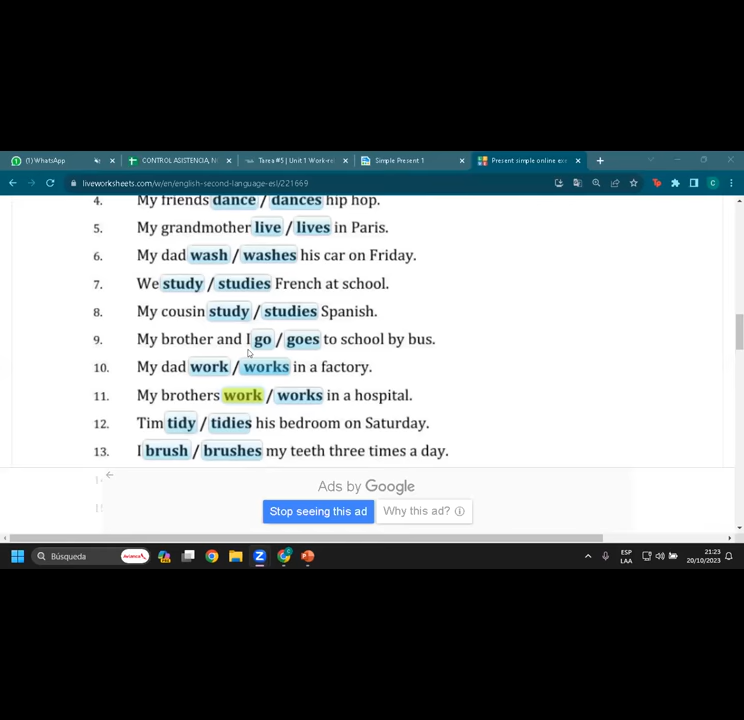 (1) WhatsApp
CONTROL ASISTENCIA, N
Tarea #5 | Unit 1 Work-re
Simple Present 1
Present simple online exe
liveworksheets.com/w/en/english-second-language-esl/221669
4. My friends dance / dances hip hop.
5. My grandmother live / lives in Paris.
6. My dad wash / washes his car on Friday.
7. We study / studies French at school.
8. My cousin study / studies Spanish.
9. My brother and I go / goes to school by bus.
10. My dad work / works in a factory.
11. My brothers work / works in a hospital.
12. Tim tidy / tidies his bedroom on Saturday.
13. I brush / brushes my teeth three times a day.
Ads by Google
Stop seeing this ad Why this ad?
Búsqueda
Avianca
ESP
LAA
21:23
20/10/2023